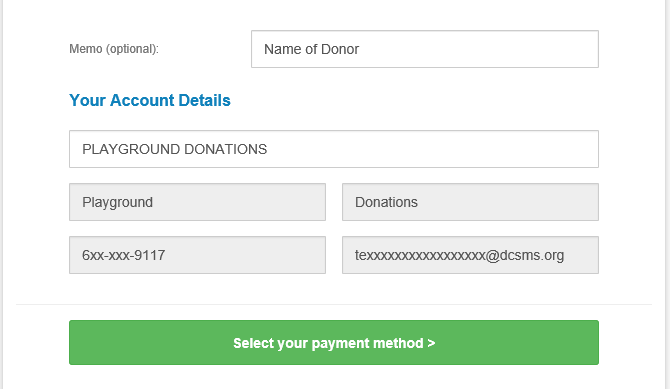 Memo (optional):
Name of Donor
Your Account Details
PLAYGROUND DONATIONS
Playground
Donations
6xx-xxx-9117
texxxxxxxxxxxxxxxxx@dcsms.org
Select your payment method >